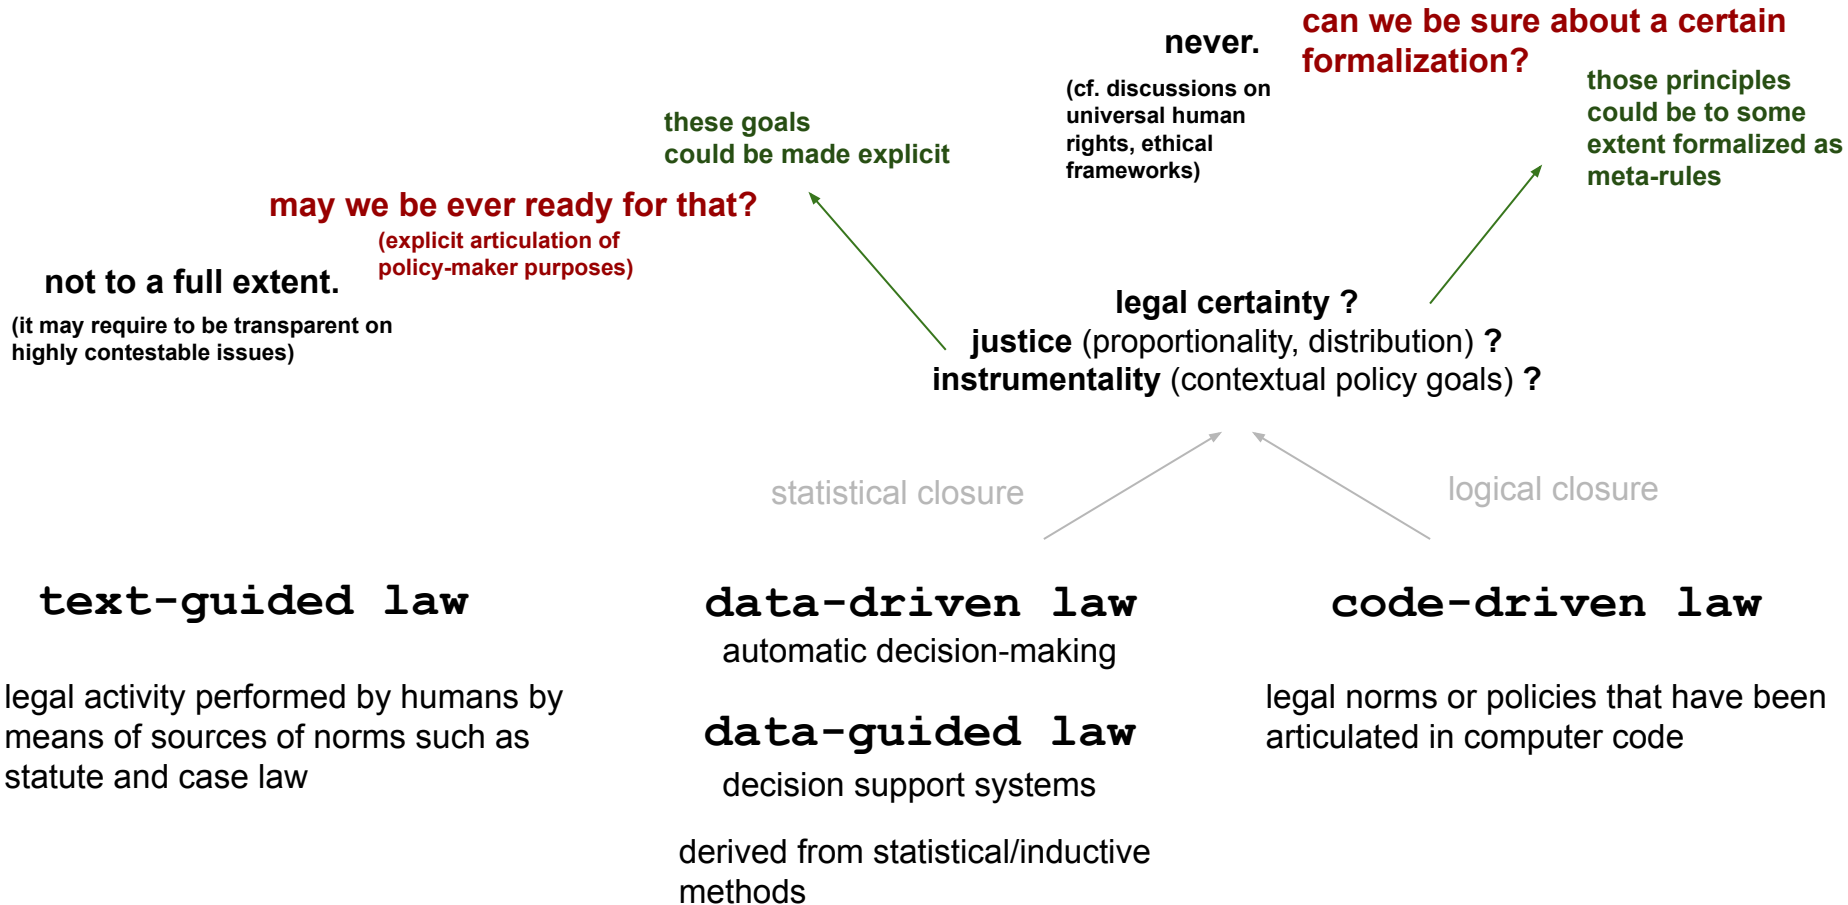 can we be sure about a certain
formalization?
never.
(cf. discussions on
universal human
rights, ethical
frameworks)
those principles
could be to some
extent formalized as
meta-rules
these goals
could be made explicit
may we be ever ready for that?
(explicit articulation of
policy-maker purposes)
not to a full extent.
(it may require to be transparent on
highly contestable issues)
legal certainty ?
justice (proportionality, distribution) ?
instrumentality (contextual policy goals) ?
statistical closure
logical closure
text-guided law
legal activity performed by humans by
means of sources of norms such as
statute and case law
data-driven law
automatic decision-making
data-guided law
decision support systems
derived from statistical/inductive
methods
code-driven law
legal norms or policies that have been
articulated in computer code